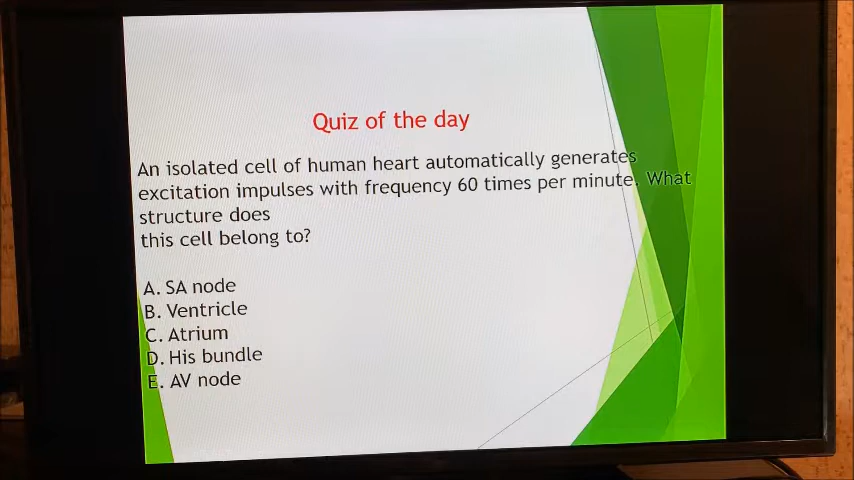 Quiz of the day
An isolated cell of human heart automatically generates
excitation impulses with frequency 60 times per minute. What
structure does
this cell belong to?
A. SA node
B. Ventricle
C. Atrium
D. His bundle
E. AV node